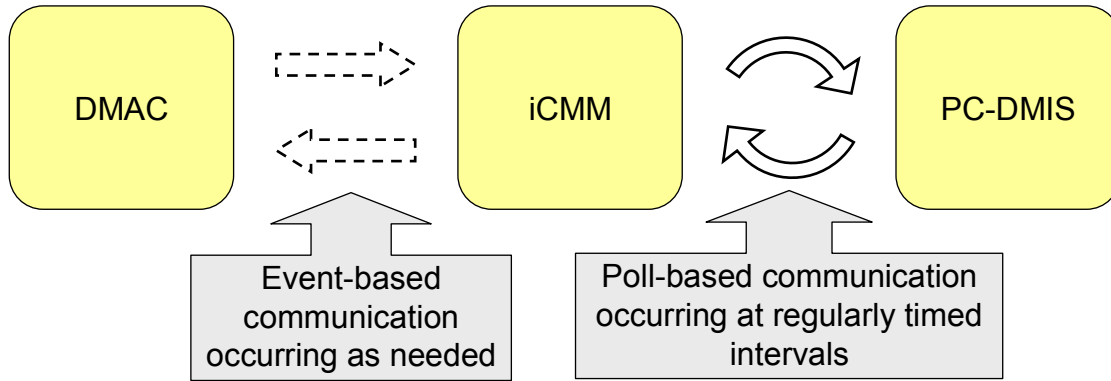 DMAC
iCMM
PC-DMIS
Event-based
communication
occurring as needed
Poll-based communication
occurring at regularly timed
intervals